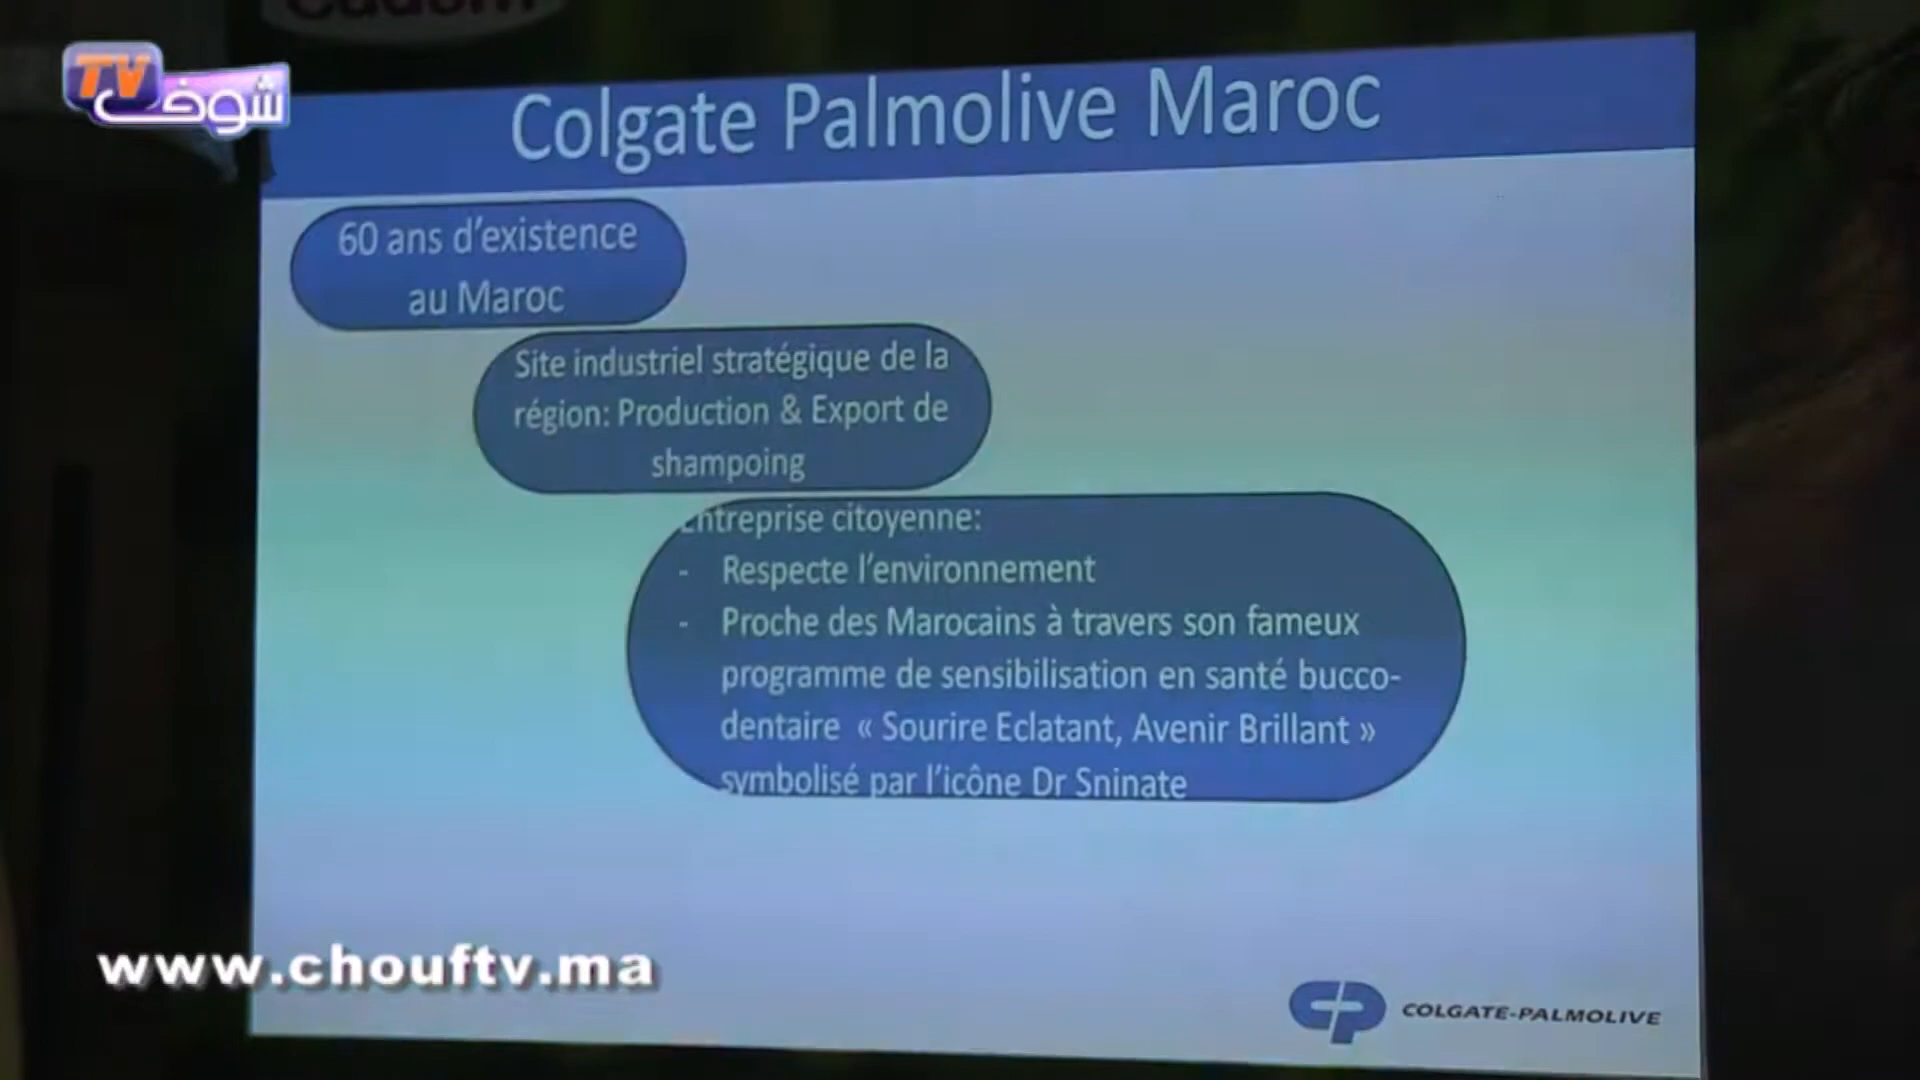 Cadum
TV
شوف
Colgate Palmolive Maroc
60 ans d'existence
au Maroc
Site industriel stratégique de la
région: Production & Export de
shampoing
Entreprise citoyenne:
- Respecte l'environnement
- Proche des Marocains à travers son fameux
programme de sensibilisation en santé bucco-
dentaire « Sourire Eclatant, Avenir Brillant »
symbolisé par l'icône Dr Sninate
www.chouftv.ma
CP COLGATE-PALMOLIVE